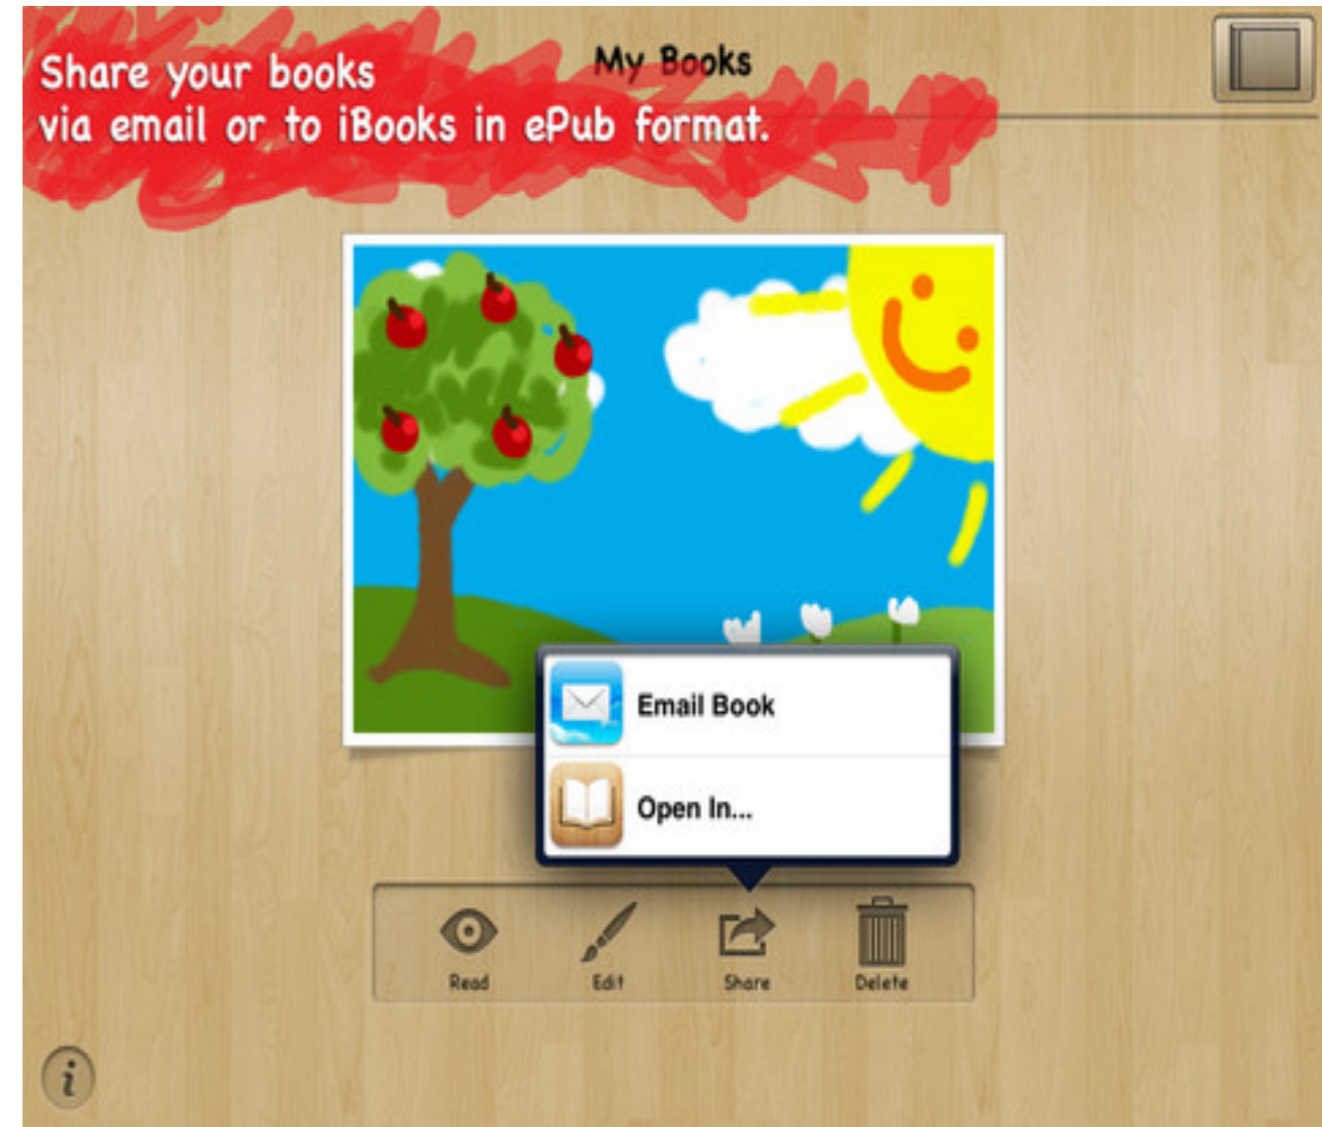 My Books
Share your books
via email or to iBooks in ePub format.
Email Book
Open In...
Read Edit Share Delete
i